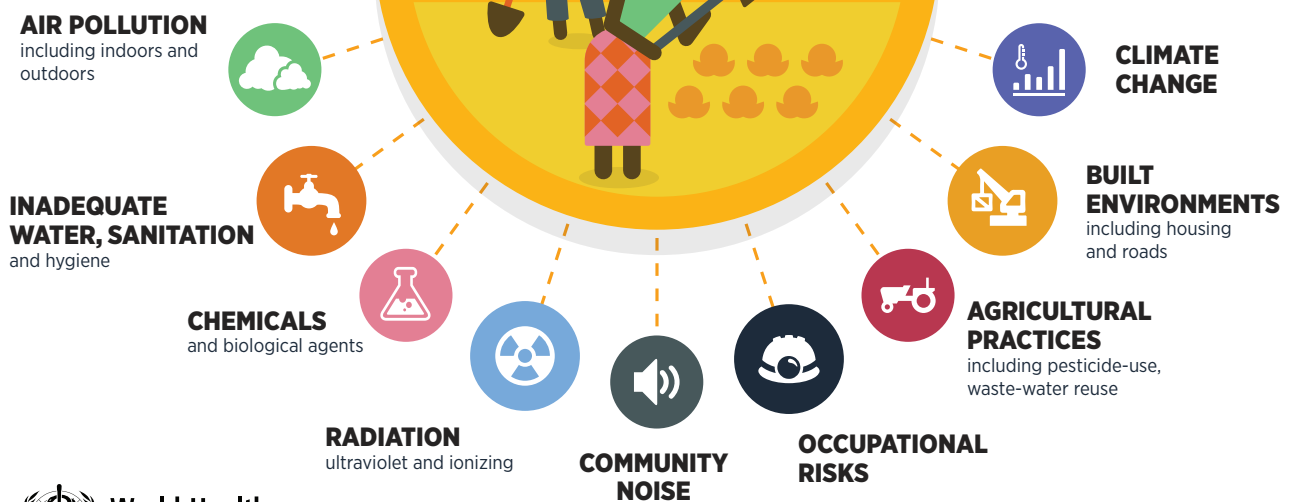 AIR POLLUTION
including indoors and
outdoors
INADEQUATE
WATER, SANITATION
and hygiene
CHEMICALS
and biological agents
RADIATION
ultraviolet and ionizing
COMMUNITY
NOISE
OCCUPATIONAL
RISKS
AGRICULTURAL
PRACTICES
including pesticide-use,
waste-water reuse
BUILT
ENVIRONMENTS
including housing
and roads
CLIMATE
CHANGE
World Health